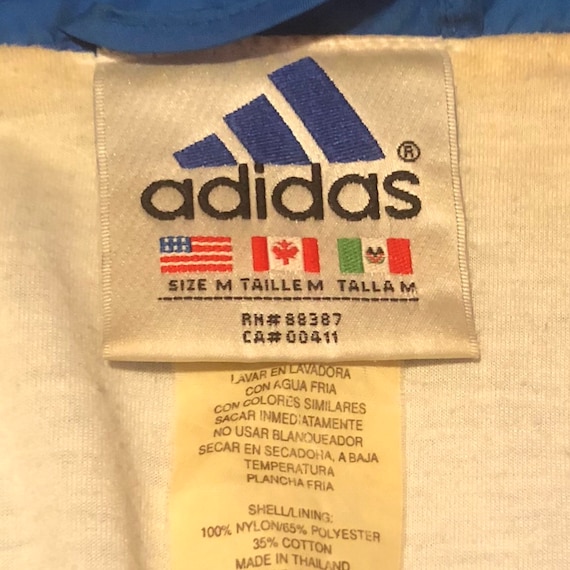 adidas®
SIZE M TAILLE M TALLA M
RN#88387
CA#00411
LAVAR EN LAVADORA
CON AGUA FRIA
CON COLORES SIMILARES
SACAR INMEDIATAMENTE
NO USAR BLANQUEADOR
SECAR EN SECADORA, A BAJA
TEMPERATURA
PLANCHA FRIA
SHELL/LINING:
100% NYLON/65% POLYESTER
35% COTTON
MADE IN THAILAND